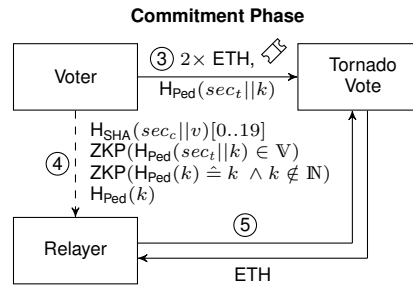 Commitment Phase
③ 2× ETH,
Voter
Tornado
Vote
H_Ped(sec_t||k)
H_SHA(sec_c||v)[0..19]
④
ZKP(H_Ped(sec_t||k) ∈ 𝕍)
ZKP(H_Ped(k) ≙ k ∧ k ∉ ℕ)
H_Ped(k)
⑤
Relayer
ETH